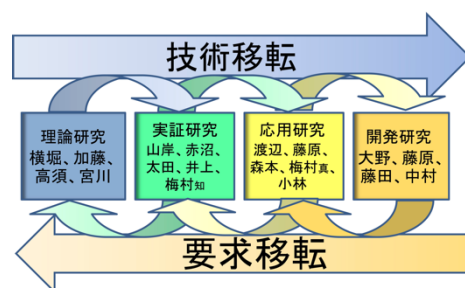 技術移転
理論研究
横堀、加藤、
高須、宮川
実証研究
山岸、赤沼、
太田、井上、
梅村知
応用研究
渡辺、藤原、
森本、梅村真、
小林
開発研究
大野、藤原、
藤田、中村
要求移転